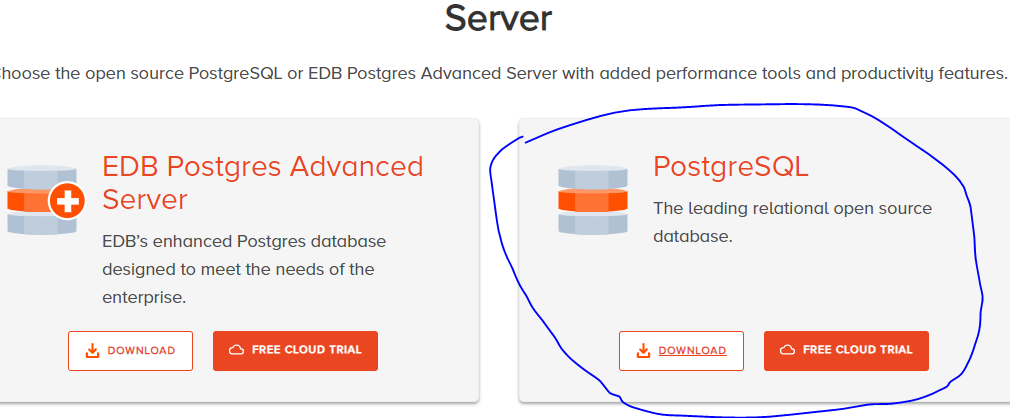 Server
hoose the open source PostgreSQL or EDB Postgres Advanced Server with added performance tools and productivity features.
EDB Postgres Advanced
Server
EDB’s enhanced Postgres database
designed to meet the needs of the
enterprise.
DOWNLOAD
FREE CLOUD TRIAL
PostgreSQL
The leading relational open source
database.
DOWNLOAD
FREE CLOUD TRIAL